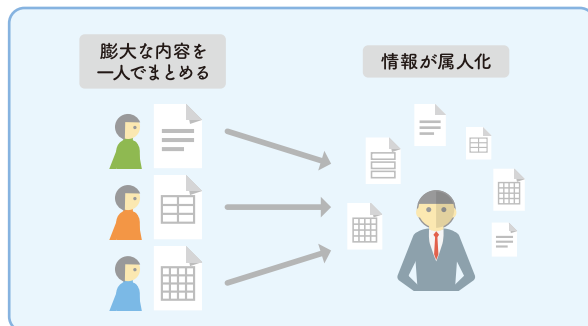 膨大な内容を
一人でまとめる
情報が属人化